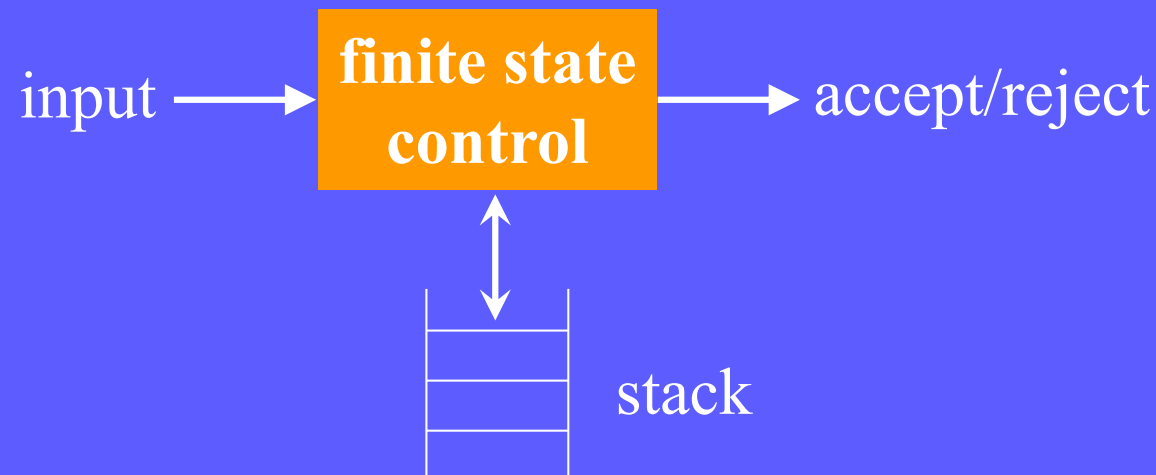 finite state
control
input
accept/reject
stack